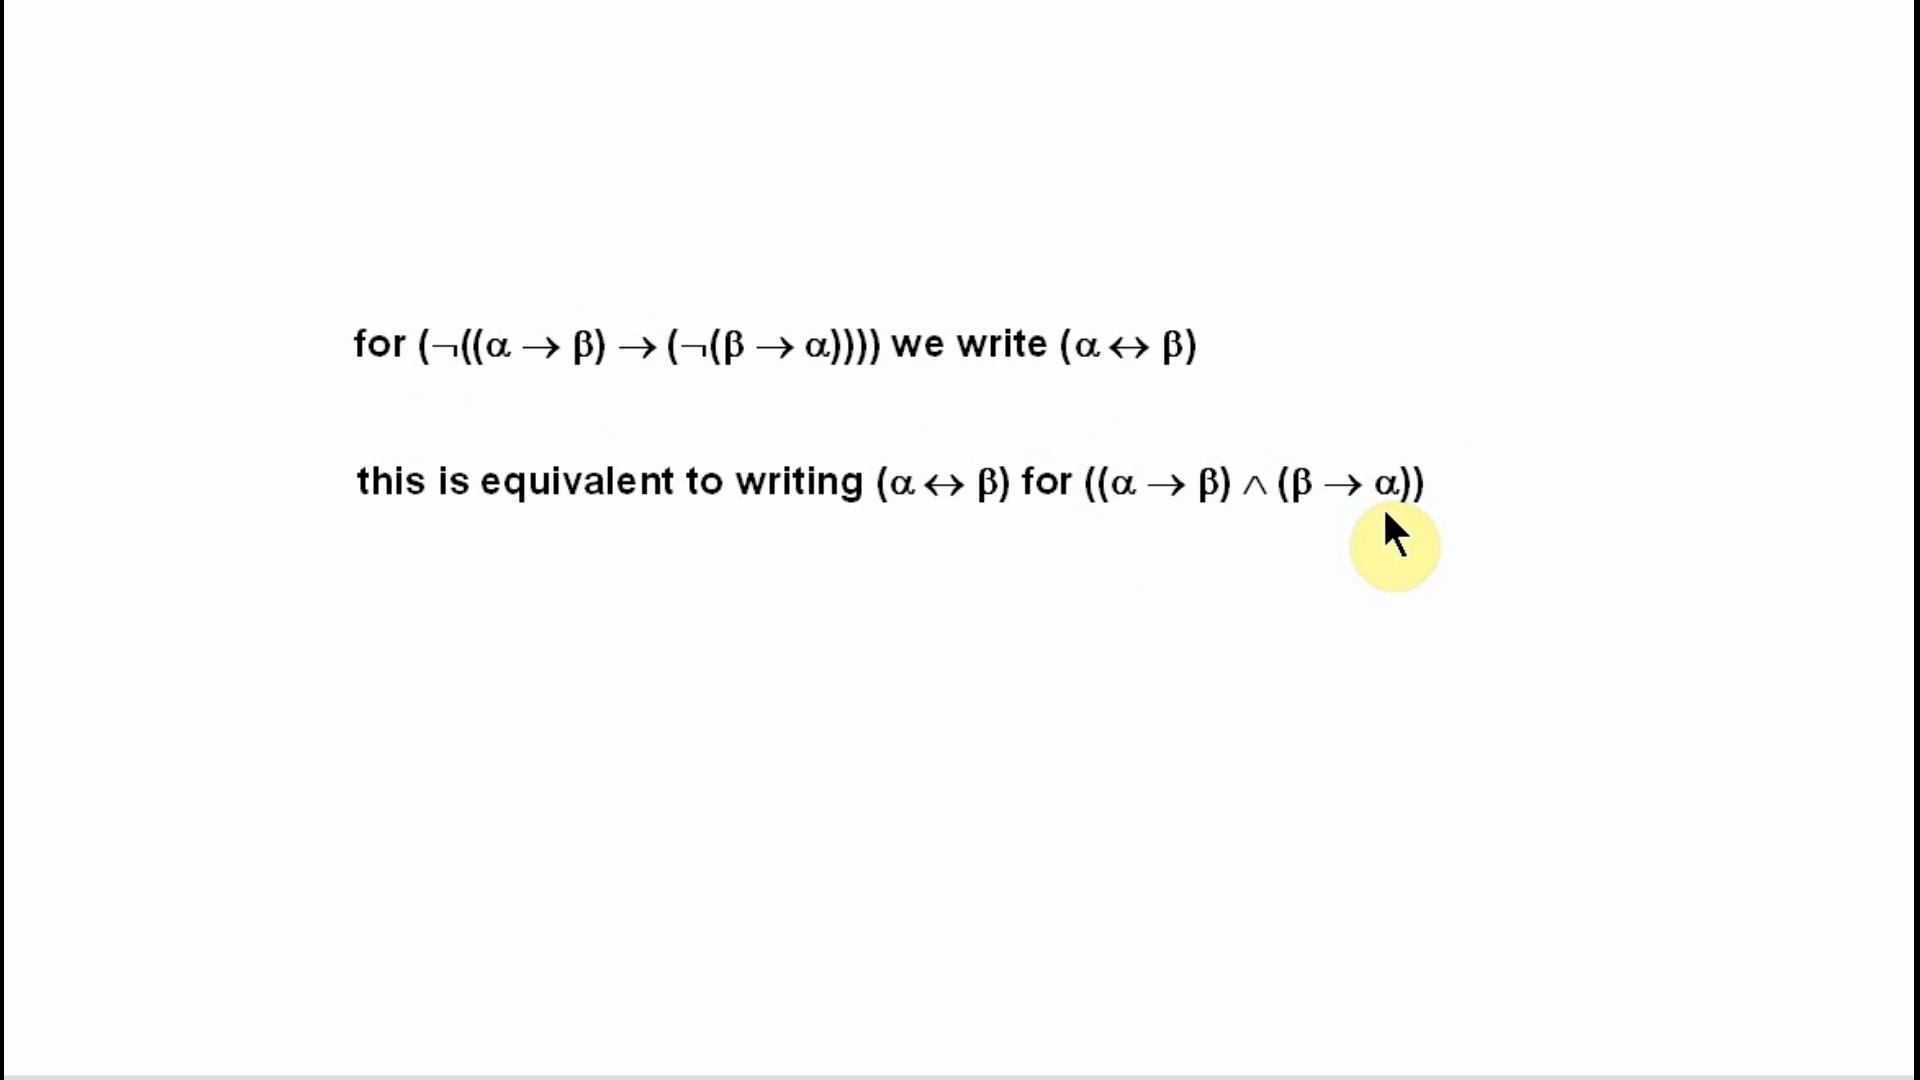 for (¬((α → β) → (¬(β → α)))) we write (α ↔ β)
this is equivalent to writing (α ↔ β) for ((α → β) ∧ (β → α))